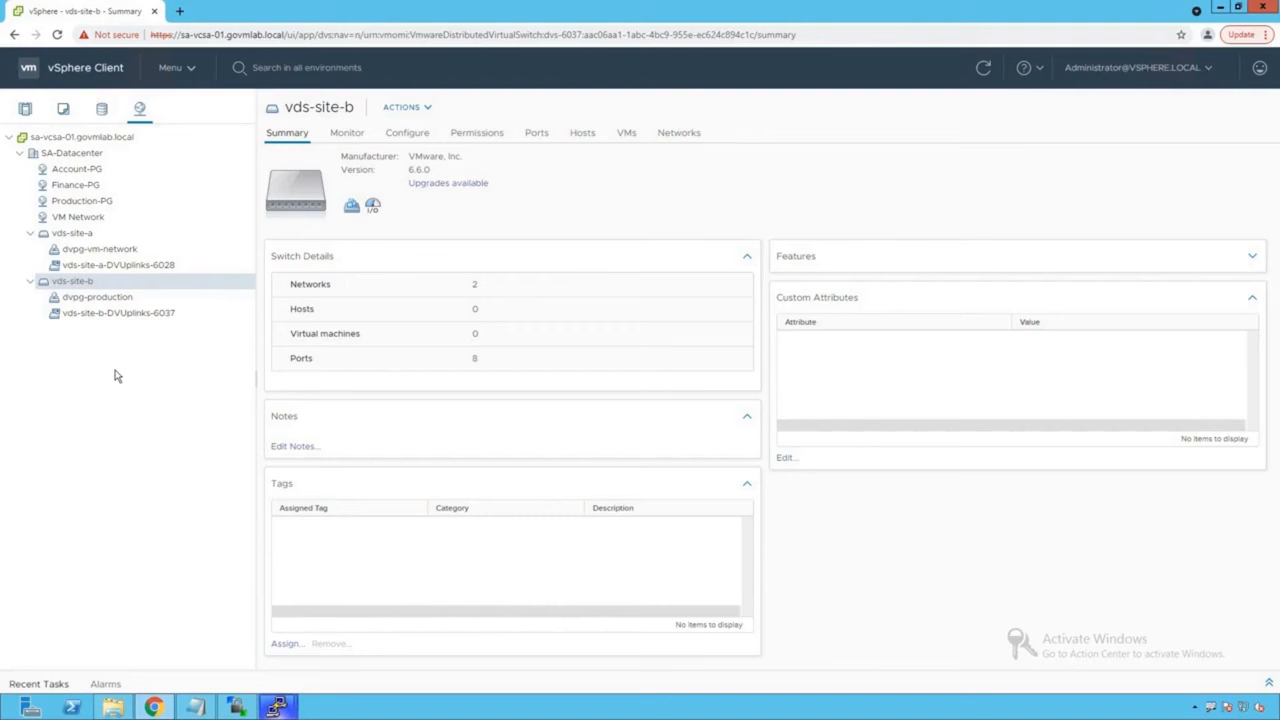 vSphere - vds-site-b - Summary
Not secure
https://sa-vcsa-01.govmlab.local/ui/app/dvs:nav=n/urn:vmomi:VmwareDistributedVirtualSwitch:dvs-6037:aac06aa1-1abc-4bc9-955e-ec624c894c1c/summary
Update
vm vSphere Client
Menu
Search in all environments
Administrator@VSPHERE.LOCAL
sa-vcsa-01.govmlab.local
SA-Datacenter
Account-PG
Finance-PG
Production-PG
VM Network
vds-site-a
dvpg-vm-network
vds-site-a-DVUplinks-6028
vds-site-b
dvpg-production
vds-site-b-DVUplinks-6037
vds-site-b
ACTIONS
Summary Monitor Configure Permissions Ports Hosts VMs Networks
Manufacturer: VMware, Inc.
Version: 6.6.0
Upgrades available
I/O
Switch Details
Networks 2
Hosts 0
Virtual machines 0
Ports 8
Notes
Edit Notes...
Tags
Assigned Tag Category Description
No items to display
Assign... Remove...
Features
Custom Attributes
Attribute Value
No items to display
Edit...
Activate Windows
Go to Action Center to activate Windows.
Recent Tasks Alarms